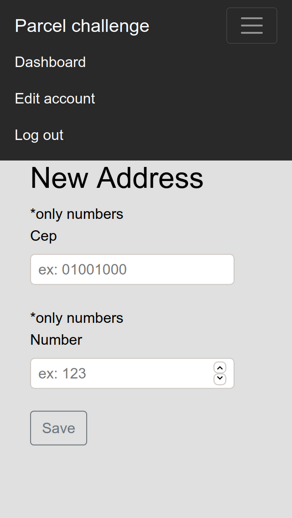 Parcel challenge
Dashboard
Edit account
Log out
New Address
*only numbers
Cep
ex: 01001000
*only numbers
Number
ex: 123
Save